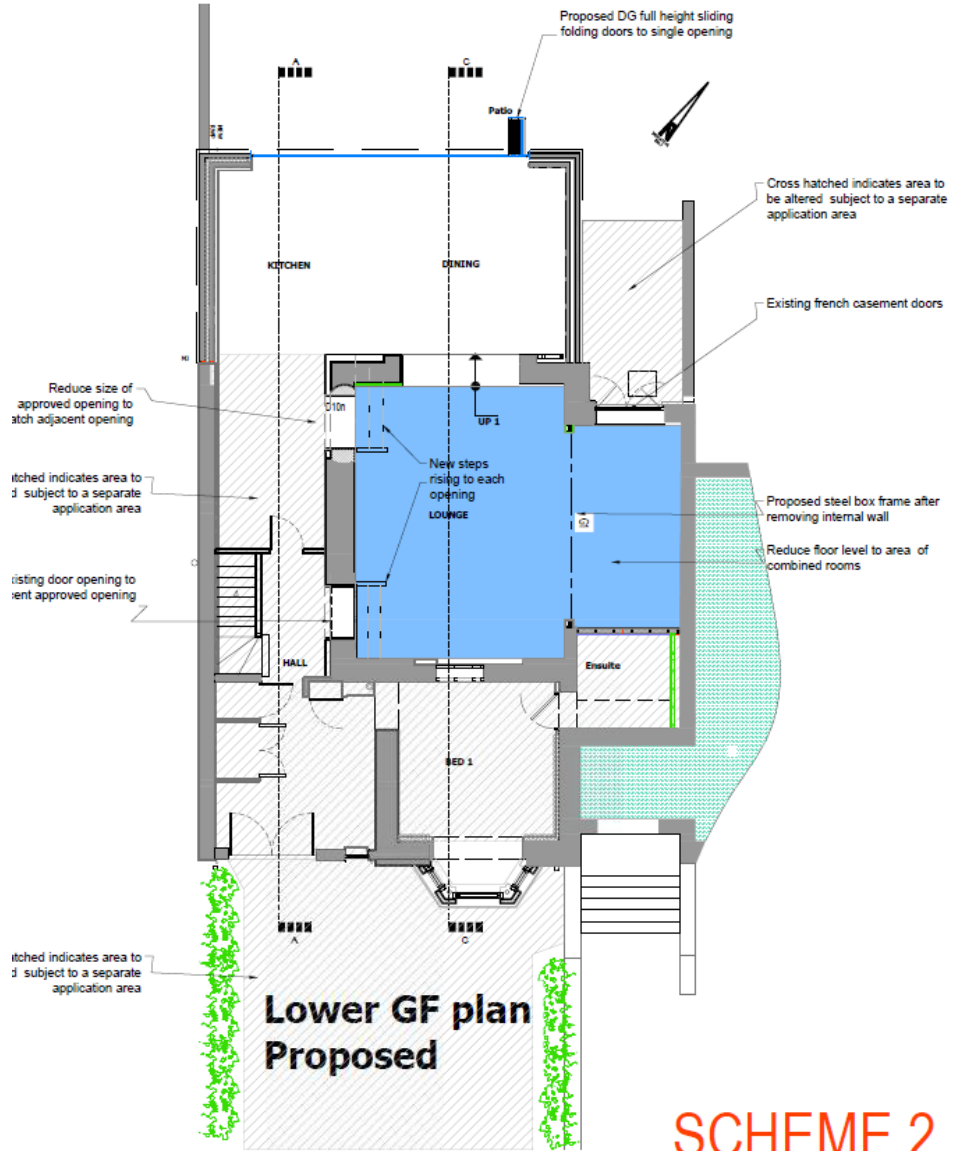 Proposed DG full height sliding
folding doors to single opening
A
C
Patio
Cross hatched indicates area to
be altered subject to a separate
application area
KITCHEN
DINING
Existing french casement doors
Reduce size of
approved opening to
atch adjacent opening
UP 1
New steps
rising to each
opening
LOUNGE
atched indicates area to
d subject to a separate
application area
Proposed steel box frame after
removing internal wall
Reduce floor level to area of
combined rooms
isting door opening to
cent approved opening
HALL
Ensuite
BED 1
A
C
atched indicates area to
d subject to a separate
application area
Lower GF plan
Proposed
SCHEME 2